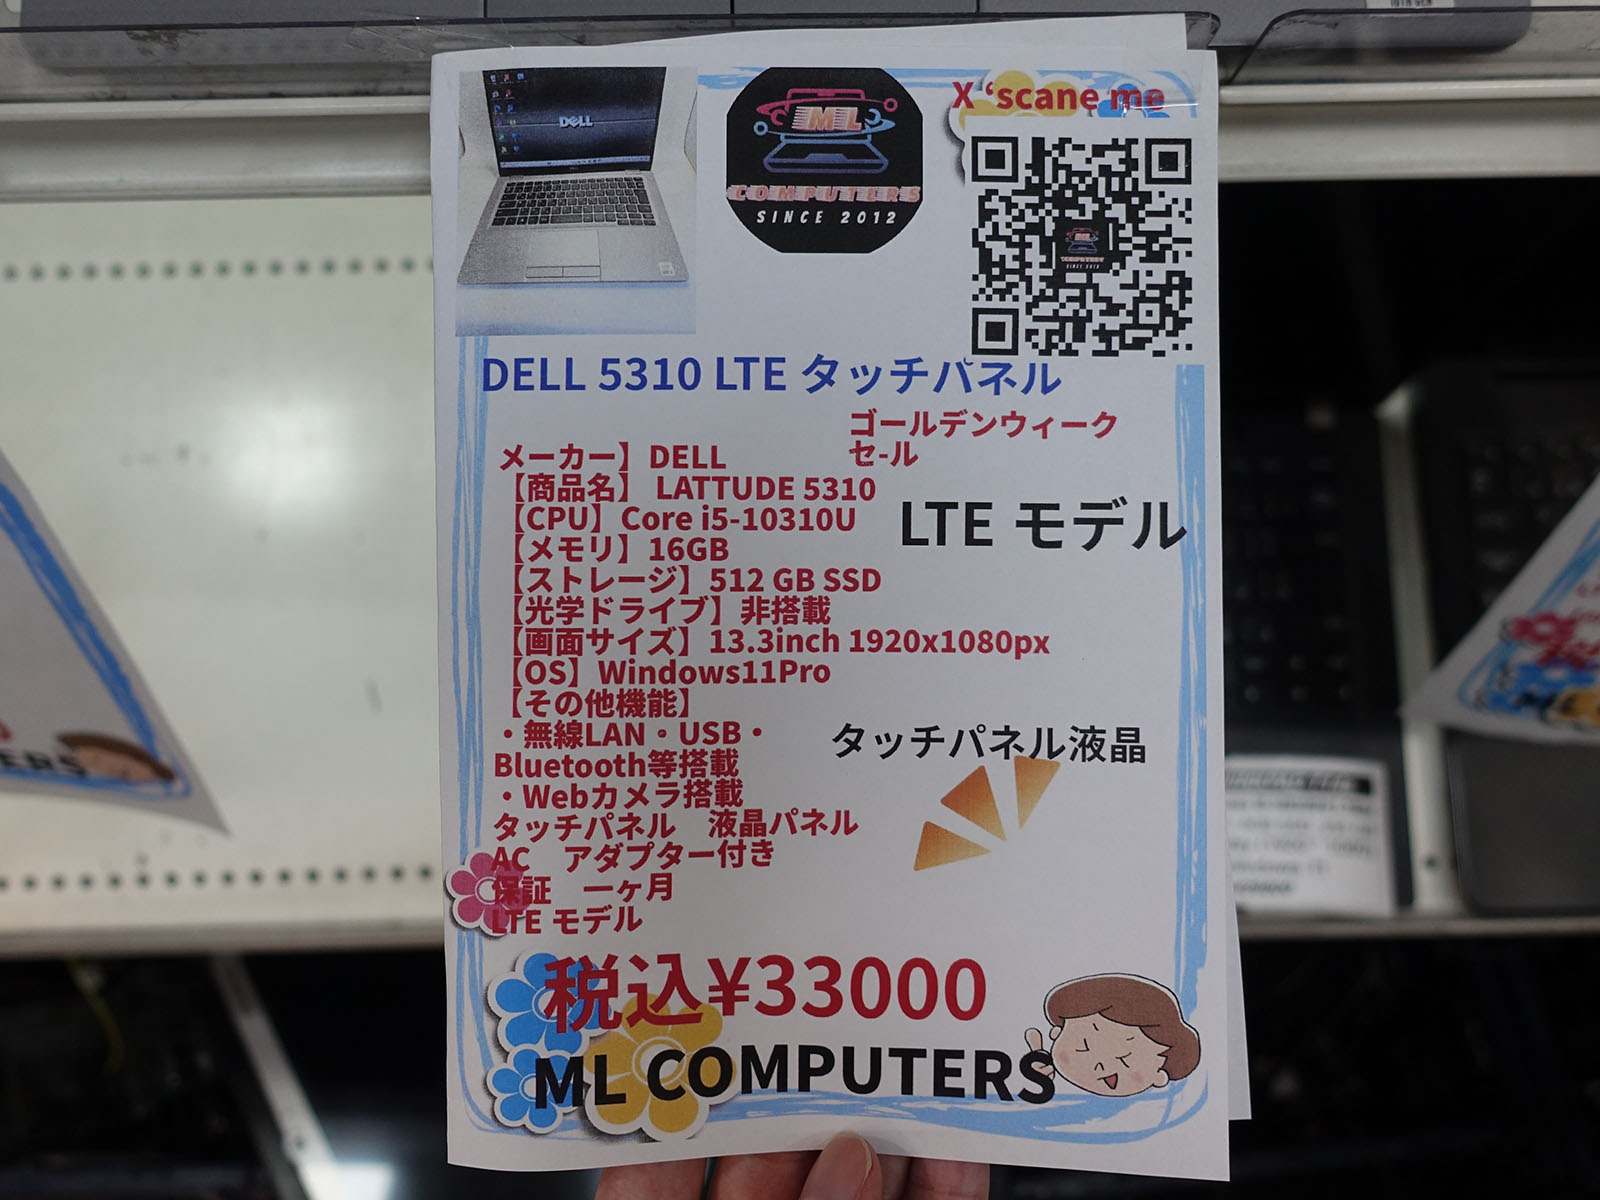 DELL
ML
COMPUTERS
SINCE 2012
X ‘scane me
DELL 5310 LTE タッチパネル
ゴールデンウィーク
セ-ル
メーカー】DELL
【商品名】 LATTUDE 5310
【CPU】Core i5-10310U
LTE モデル
【メモリ】16GB
【ストレージ】512 GB SSD
【光学ドライブ】非搭載
【画面サイズ】13.3inch 1920x1080px
【OS】Windows11Pro
【その他機能】
・無線LAN・USB・
Bluetooth等搭載
・Webカメラ搭載
タッチパネル液晶
タッチパネル　液晶パネル
AC　アダプター付き
保証　一ヶ月
LTE モデル
税込¥33000
ML COMPUTERS